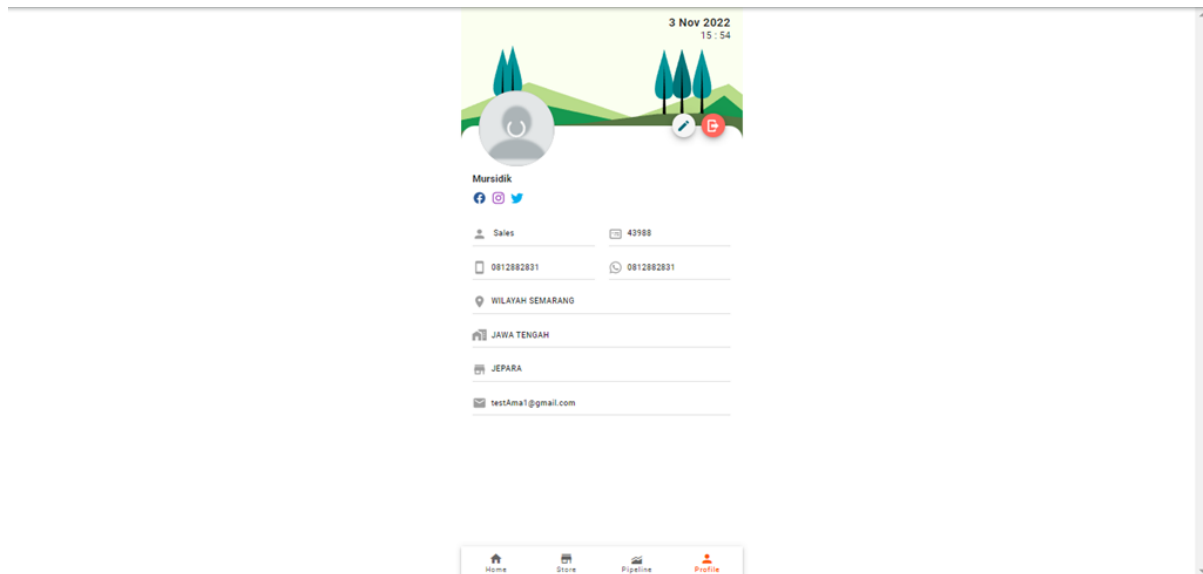 3 Nov 2022
15 : 54
Mursidik
Sales 43988
0812882831 0812882831
WILAYAH SEMARANG
JAWA TENGAH
JEPARA
testAma1@gmail.com
Home Store Pipeline Profile